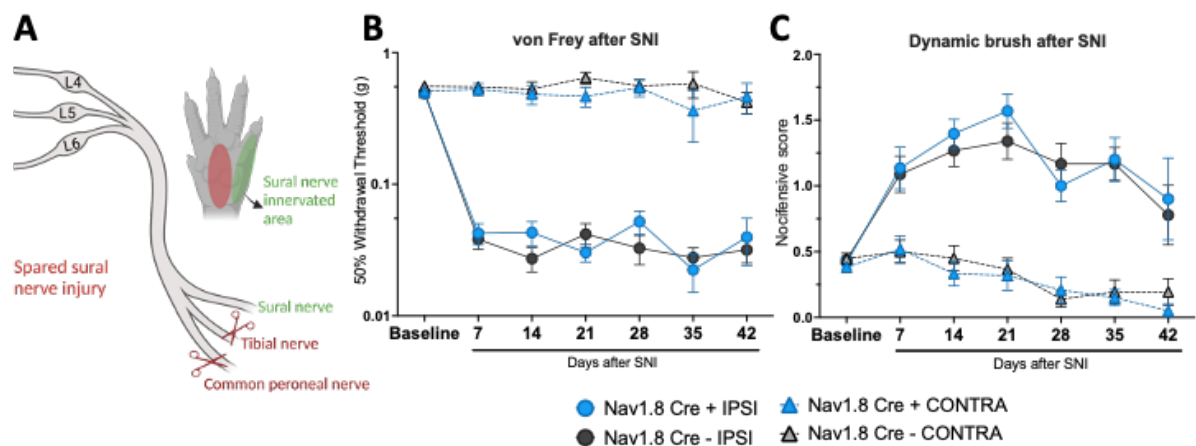 A
L4
L5
L6
Sural nerve
innervated
area
Spared sural
nerve injury
Sural nerve
Tibial nerve
Common peroneal nerve
B
von Frey after SNI
50% Withdrawal Threshold (g)
1
0.1
0.01
Baseline 7 14 21 28 35 42
Days after SNI
C
Dynamic brush after SNI
Nocifensive score
2.0
1.5
1.0
0.5
0.0
Baseline 7 14 21 28 35 42
Days after SNI
Nav1.8 Cre + IPSI
Nav1.8 Cre + CONTRA
Nav1.8 Cre - IPSI
Nav1.8 Cre - CONTRA